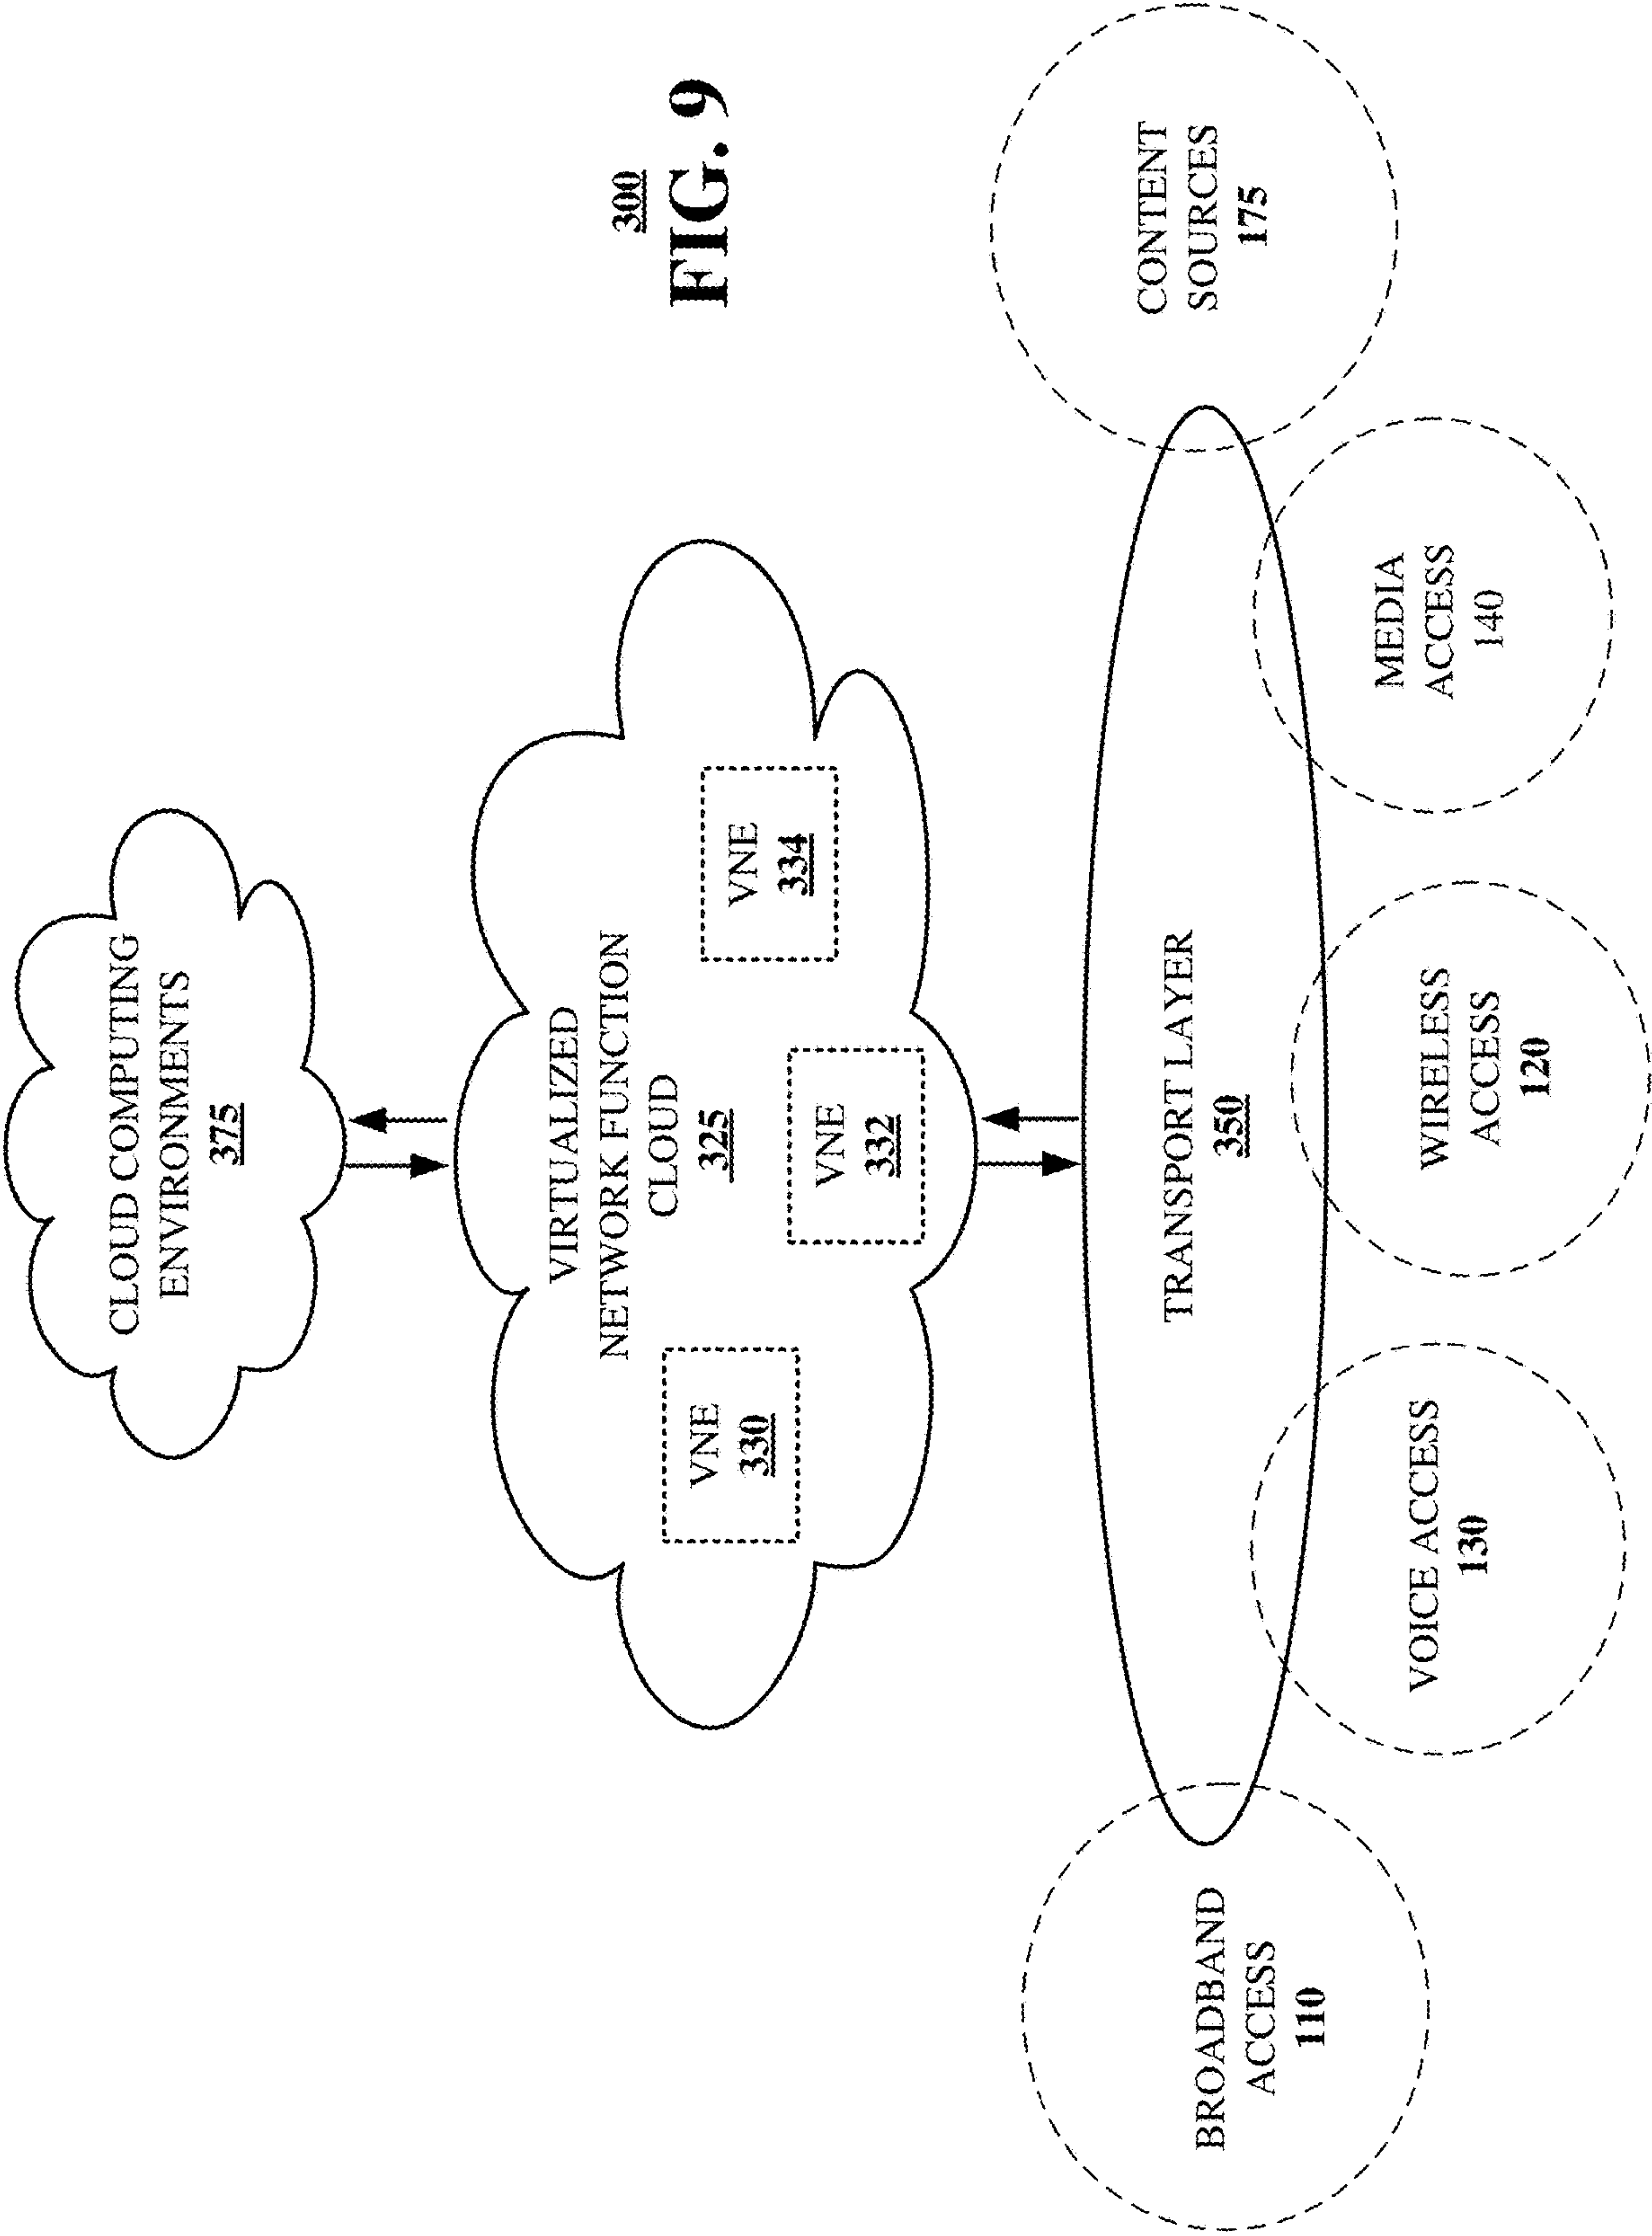 CLOUD COMPUTING
ENVIRONMENTS
375
VIRTUALIZED
NETWORK FUNCTION
CLOUD
325
VNE
330
VNE
332
VNE
334
300
FIG. 9
TRANSPORT LAYER
350
BROADBAND
ACCESS
110
VOICE ACCESS
130
WIRELESS
ACCESS
120
MEDIA
ACCESS
140
CONTENT
SOURCES
175